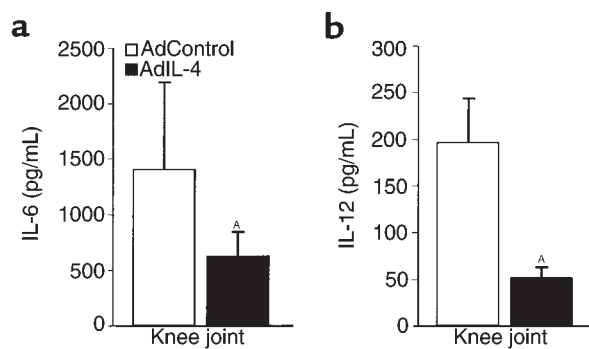 a
2500
2000
1500
1000
500
0
IL-6 (pg/mL)
AdControl
AdIL-4
A
Knee joint
b
300
250
200
150
100
50
0
IL-12 (pg/mL)
A
Knee joint